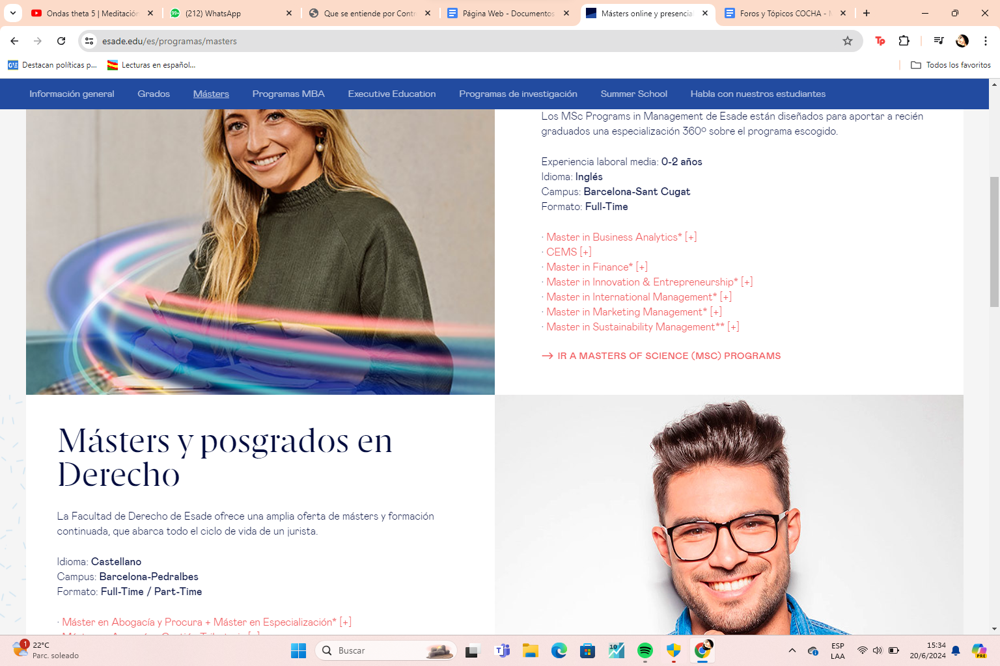 Ondas theta 5 | Meditación
99+
(212) WhatsApp
Que se entiende por Contr
Página Web - Documentos
Másters online y presencial
Foros y Tópicos COCHA - M
esade.edu/es/programas/masters
Tp
Destacan políticas p...
Lecturas en español...
Todos los favoritos
Información general
Grados
Másters
Programas MBA
Executive Education
Programas de investigación
Summer School
Habla con nuestros estudiantes
Los MSc Programs in Management de Esade están diseñados para aportar a recién
graduados una especialización 360º sobre el programa escogido.
Experiencia laboral media: 0-2 años
Idioma: Inglés
Campus: Barcelona-Sant Cugat
Formato: Full-Time
· Master in Business Analytics* [+]
· CEMS [+]
· Master in Finance* [+]
· Master in Innovation & Entrepreneurship* [+]
· Master in International Management* [+]
· Master in Marketing Management* [+]
· Master in Sustainability Management** [+]
→ IR A MASTERS OF SCIENCE (MSC) PROGRAMS
Másters y posgrados en
Derecho
La Facultad de Derecho de Esade ofrece una amplia oferta de másters y formación
continuada, que abarca todo el ciclo de vida de un jurista.
Idioma: Castellano
Campus: Barcelona-Pedralbes
Formato: Full-Time / Part-Time
· Máster en Abogacía y Procura + Máster en Especialización* [+]
1
22°C
Parc. soleado
Buscar
10
ESP
LAA
15:34
20/6/2024
PRE